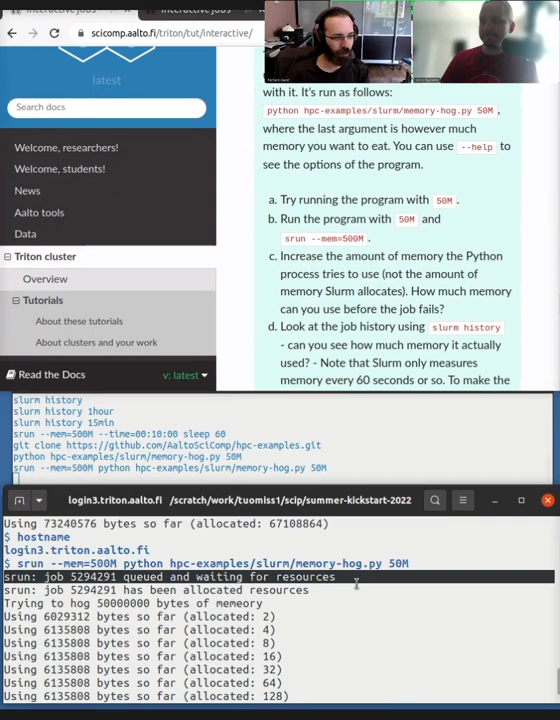 scicomp.aalto.fi/triton/tut/interactive/
latest
Search docs
Welcome, researchers!
Welcome, students!
News
Aalto tools
Data
Triton cluster
Overview
Tutorials
About these tutorials
About clusters and your work
Read the Docs
v: latest
with it. It's run as follows:
python hpc-examples/slurm/memory-hog.py 50M ,
where the last argument is however much
memory you want to eat. You can use --help to
see the options of the program.
a. Try running the program with 50M .
b. Run the program with 50M and
srun --mem=500M .
c. Increase the amount of memory the Python
process tries to use (not the amount of
memory Slurm allocates). How much memory
can you use before the job fails?
d. Look at the job history using slurm history
- can you see how much memory it actually
used? - Note that Slurm only measures
memory every 60 seconds or so. To make the
slurm history
slurm history 1hour
slurm history 15min
srun --mem=500M --time=00:10:00 sleep 60
git clone https://github.com/AaltoSciComp/hpc-examples.git
python hpc-examples/slurm/memory-hog.py 50M
srun --mem=500M python hpc-examples/slurm/memory-hog.py 50M
login3.triton.aalto.fi /scratch/work/tuomiss1/scip/summer-kickstart-2022
Using 73240576 bytes so far (allocated: 67108864)
$ hostname
login3.triton.aalto.fi
$ srun --mem=500M python hpc-examples/slurm/memory-hog.py 50M
srun: job 5294291 queued and waiting for resources
srun: job 5294291 has been allocated resources
Trying to hog 50000000 bytes of memeory
Using 6029312 bytes so far (allocated: 2)
Using 6135808 bytes so far (allocated: 4)
Using 6135808 bytes so far (allocated: 8)
Using 6135808 bytes so far (allocated: 16)
Using 6135808 bytes so far (allocated: 32)
Using 6135808 bytes so far (allocated: 64)
Using 6135808 bytes so far (allocated: 128)